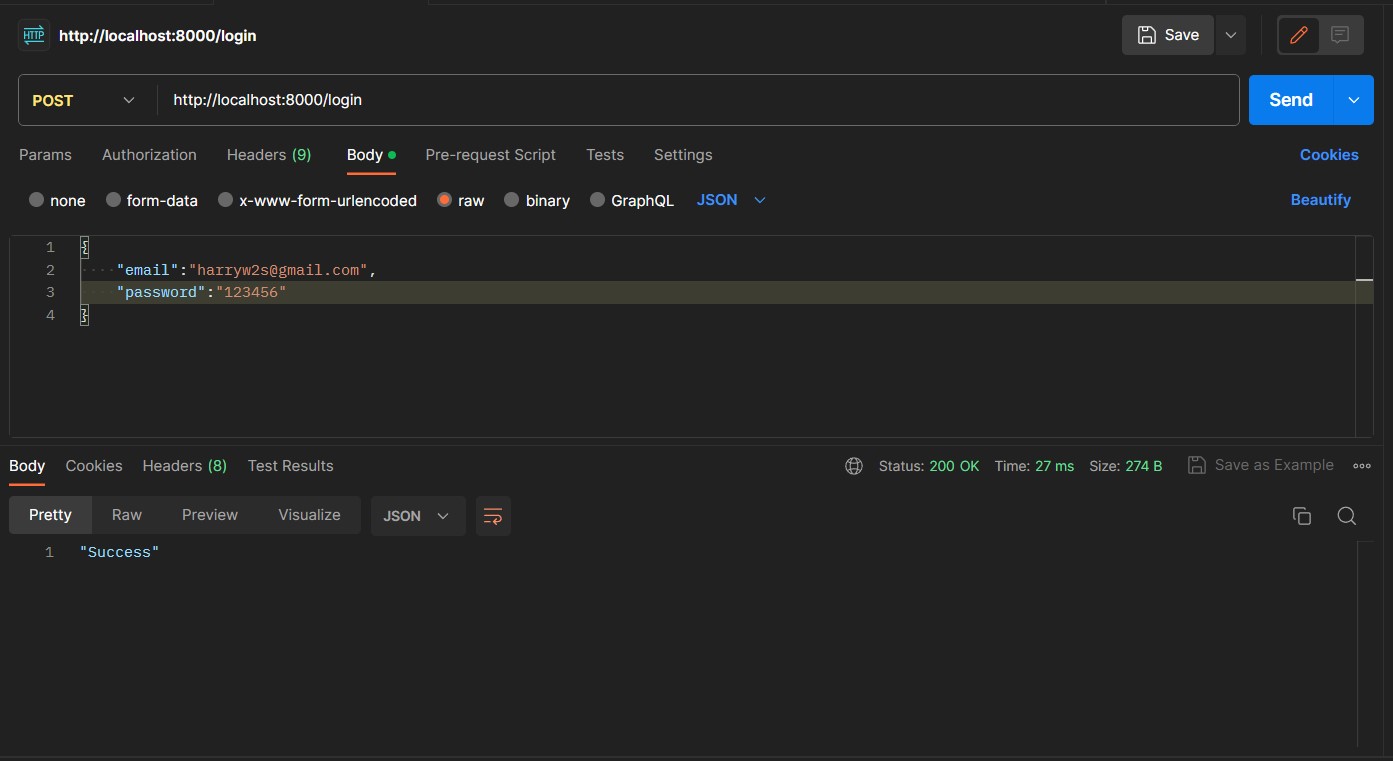 HTTP http://localhost:8000/login Save
POST http://localhost:8000/login Send
Params Authorization Headers (9) Body Pre-request Script Tests Settings Cookies
none form-data x-www-form-urlencoded raw binary GraphQL JSON Beautify
1 {
2 "email":"harryw2s@gmail.com",
3 "password":"123456"
4 }
Body Cookies Headers (8) Test Results Status: 200 OK Time: 27 ms Size: 274 B Save as Example
Pretty Raw Preview Visualize JSON
1 "Success"